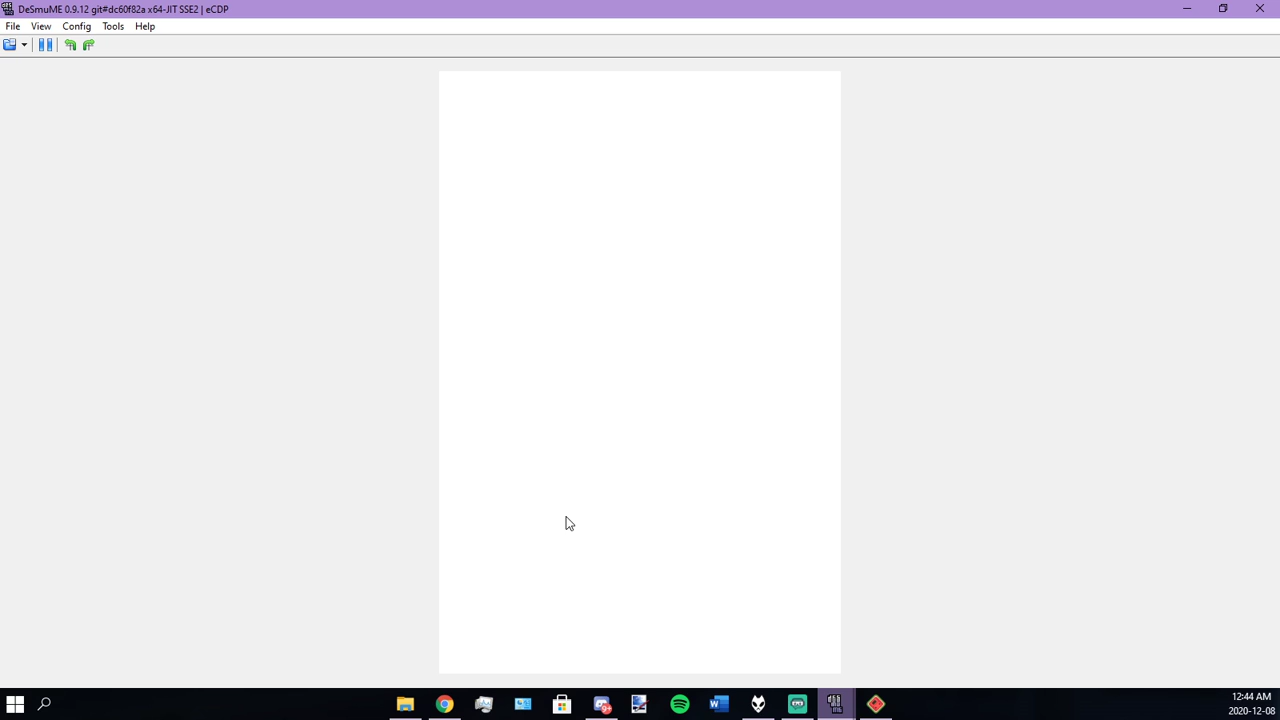 DeSmuME 0.9.12 git#dc60f82a x64-JIT SSE2 | eCDP
File View Config Tools Help
12:44 AM
2020-12-08